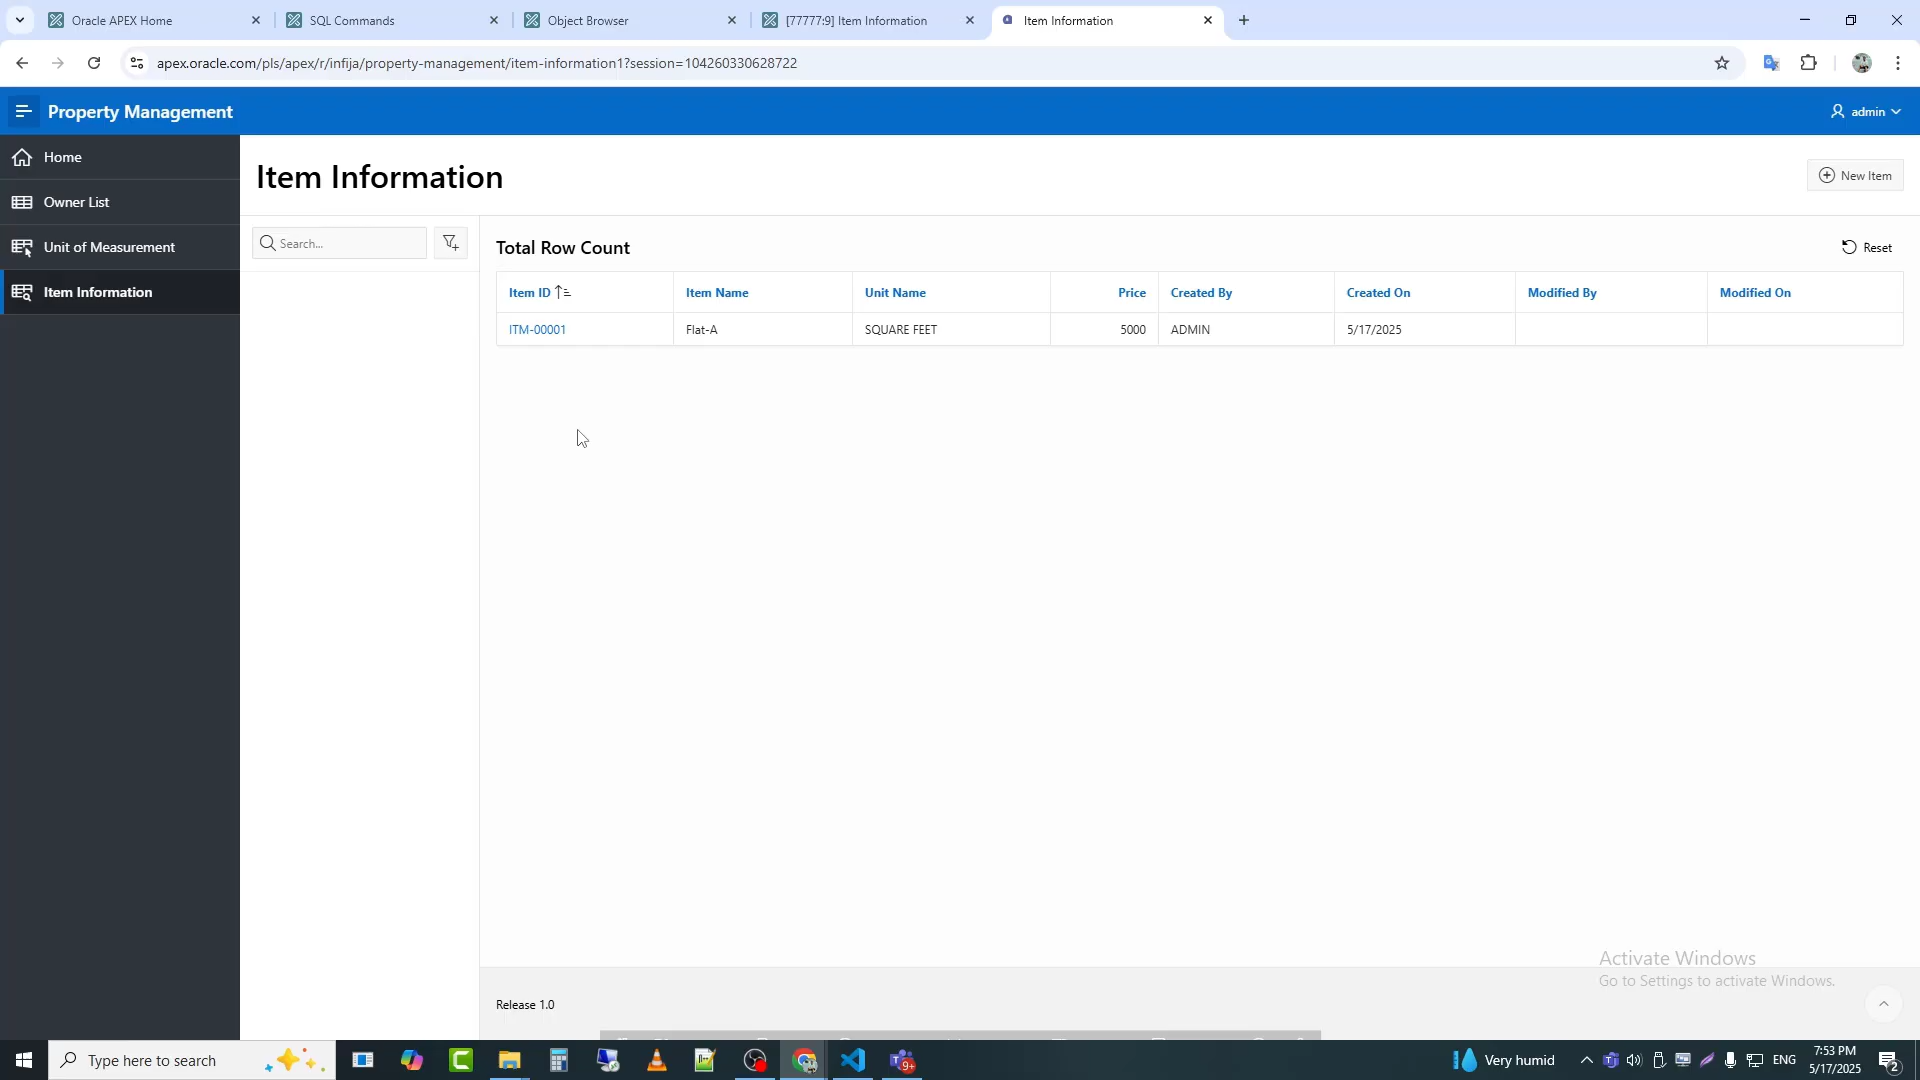 Oracle APEX Home
SQL Commands
Object Browser
[77777:9] Item Information
Item Information
apex.oracle.com/pls/apex/r/infija/property-management/item-information1?session=104260330628722
Property Management
admin
Home
Owner List
Unit of Measurement
Item Information
Item Information
New Item
Search...
Total Row Count
Reset
Item ID Item Name Unit Name Price Created By Created On Modified By Modified On
ITM-00001 Flat-A SQUARE FEET 5000 ADMIN 5/17/2025
Activate Windows
Go to Settings to activate Windows.
Release 1.0
Type here to search
9+
Very humid
ENG
7:53 PM
5/17/2025
2